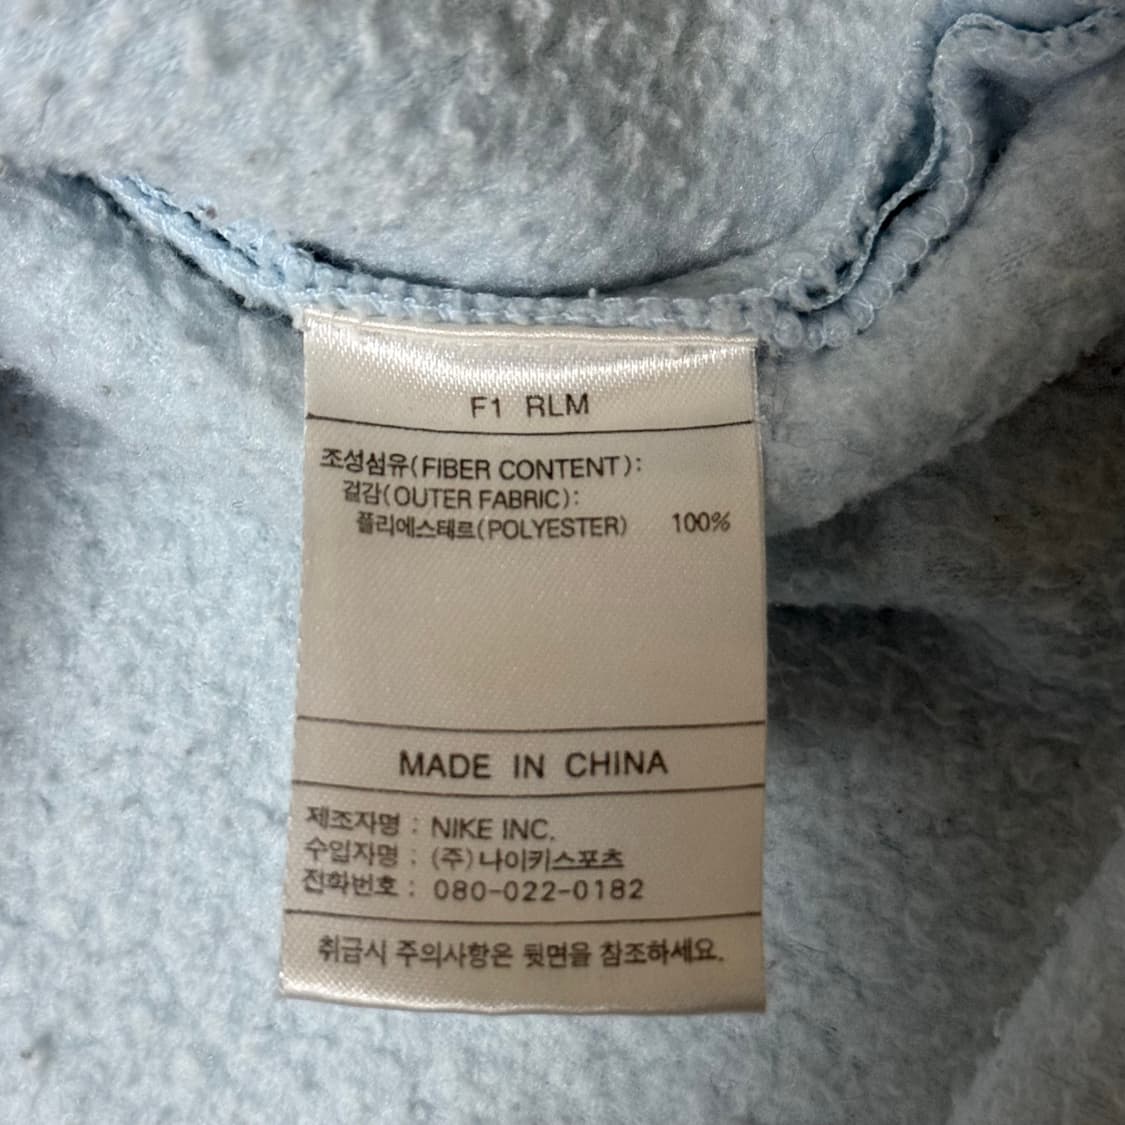 F1 RLM
조성섬유(FIBER CONTENT):
겉감(OUTER FABRIC):
폴리에스테르(POLYESTER) 100%
MADE IN CHINA
제조자명 : NIKE INC.
수입자명 : (주)나이키스포츠
전화번호 : 080-022-0182
취급시 주의사항은 뒷면을 참조하세요.